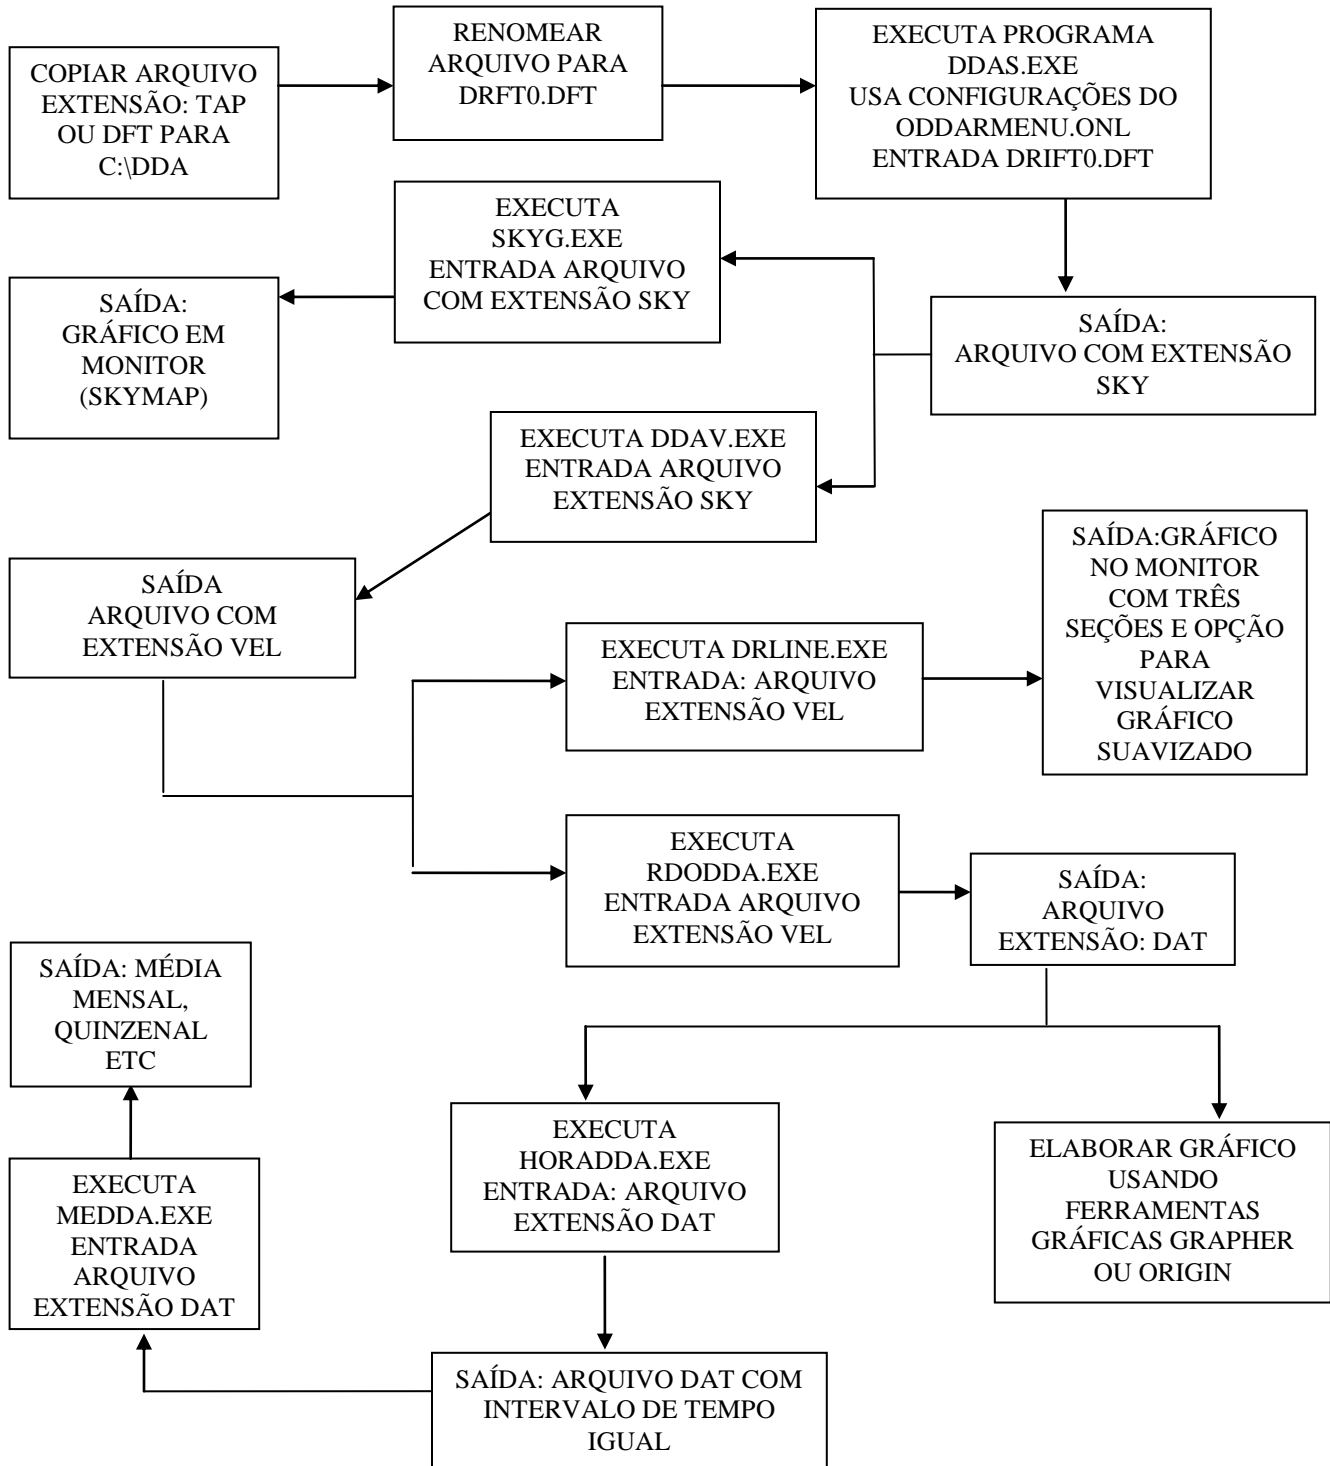 COPIAR ARQUIVO
EXTENSÃO: TAP
OU DFT PARA
C:\DDA
RENOMEAR
ARQUIVO PARA
DRFT0.DFT
EXECUTA PROGRAMA
DDAS.EXE
USA CONFIGURAÇÕES DO
ODDARMENU.ONL
ENTRADA DRIFT0.DFT
EXECUTA
SKYG.EXE
ENTRADA ARQUIVO
COM EXTENSÃO SKY
SAÍDA:
GRÁFICO EM
MONITOR
(SKYMAP)
SAÍDA:
ARQUIVO COM EXTENSÃO
SKY
EXECUTA DDAV.EXE
ENTRADA ARQUIVO
EXTENSÃO SKY
SAÍDA
ARQUIVO COM
EXTENSÃO VEL
EXECUTA DRLINE.EXE
ENTRADA: ARQUIVO
EXTENSÃO VEL
SAÍDA:GRÁFICO
NO MONITOR
COM TRÊS
SEÇÕES E OPÇÃO
PARA
VISUALIZAR
GRÁFICO
SUAVIZADO
EXECUTA
RDODDA.EXE
ENTRADA ARQUIVO
EXTENSÃO VEL
SAÍDA:
ARQUIVO
EXTENSÃO: DAT
SAÍDA: MÉDIA
MENSAL,
QUINZENAL
ETC
EXECUTA
MEDDA.EXE
ENTRADA
ARQUIVO
EXTENSÃO DAT
EXECUTA
HORADDA.EXE
ENTRADA: ARQUIVO
EXTENSÃO DAT
ELABORAR GRÁFICO
USANDO
FERRAMENTAS
GRÁFICAS GRAPHER
OU ORIGIN
SAÍDA: ARQUIVO DAT COM
INTERVALO DE TEMPO
IGUAL